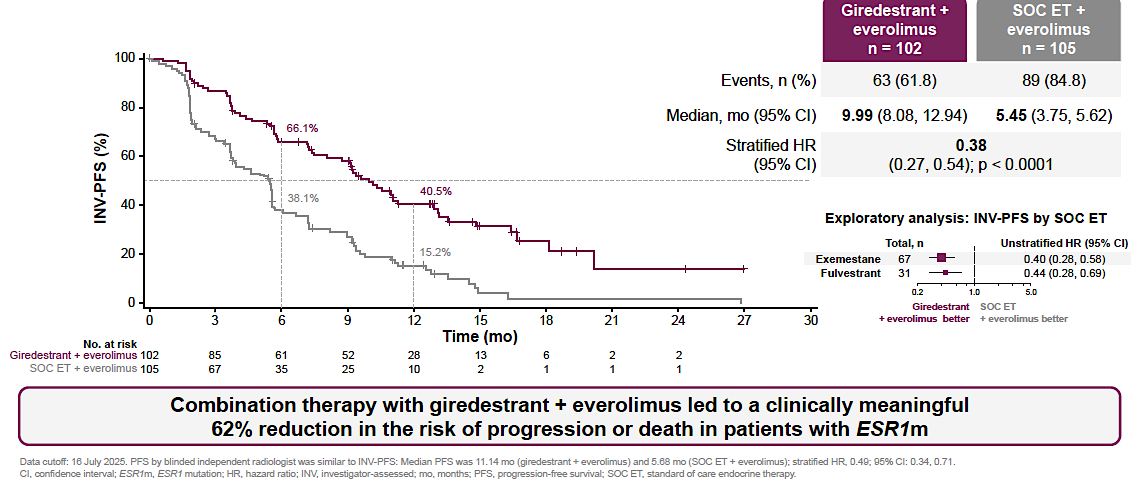 Giredestrant +
everolimus
n = 102
SOC ET +
everolimus
n = 105
Events, n (%) 63 (61.8) 89 (84.8)
Median, mo (95% CI) 9.99 (8.08, 12.94) 5.45 (3.75, 5.62)
Stratified HR
(95% CI)
0.38
(0.27, 0.54); p < 0.0001
INV-PFS (%)
100
80
60
40
20
0
66.1%
38.1%
40.5%
15.2%
0 3 6 9 12 15 18 21 24 27 30
Time (mo)
No. at risk
Giredestrant + everolimus 102 85 61 52 28 13 6 2 2
SOC ET + everolimus 105 67 35 25 10 2 1 1 1
Exploratory analysis: INV-PFS by SOC ET
Total, n Unstratified HR (95% CI)
Exemestane 67 0.40 (0.28, 0.58)
Fulvestrant 31 0.44 (0.28, 0.69)
0.2 1.0 5.0
Giredestrant
+ everolimus better
SOC ET
+ everolimus better
Combination therapy with giredestrant + everolimus led to a clinically meaningful
62% reduction in the risk of progression or death in patients with ESR1m
Data cutoff: 16 July 2025. PFS by blinded independent radiologist was similar to INV-PFS: Median PFS was 11.14 mo (giredestrant + everolimus) and 5.68 mo (SOC ET + everolimus); stratified HR, 0.49; 95% CI: 0.34, 0.71.
CI, confidence interval; ESR1m, ESR1 mutation; HR, hazard ratio; INV, investigator-assessed; mo, months; PFS, progression-free survival; SOC ET, standard of care endocrine therapy.